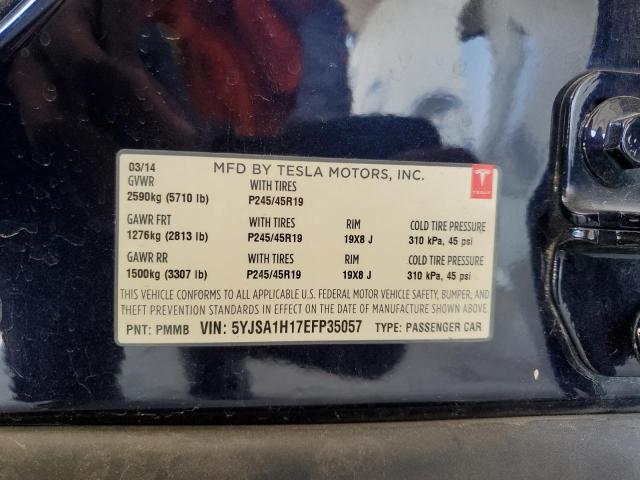 03/14 MFD BY TESLA MOTORS, INC.
GVWR WITH TIRES
2590kg (5710 lb) P245/45R19
GAWR FRT WITH TIRES RIM COLD TIRE PRESSURE
1276kg (2813 lb) P245/45R19 19X8 J 310 kPa, 45 psi
GAWR RR WITH TIRES RIM COLD TIRE PRESSURE
1500kg (3307 lb) P245/45R19 19X8 J 310 kPa, 45 psi
THIS VEHICLE CONFORMS TO ALL APPLICABLE U.S. FEDERAL MOTOR VEHICLE SAFETY, BUMPER, AND
THEFT PREVENTION STANDARDS IN EFFECT ON THE DATE OF MANUFACTURE SHOWN ABOVE.
PNT: PMMB VIN: 5YJSA1H17EFP35057 TYPE: PASSENGER CAR